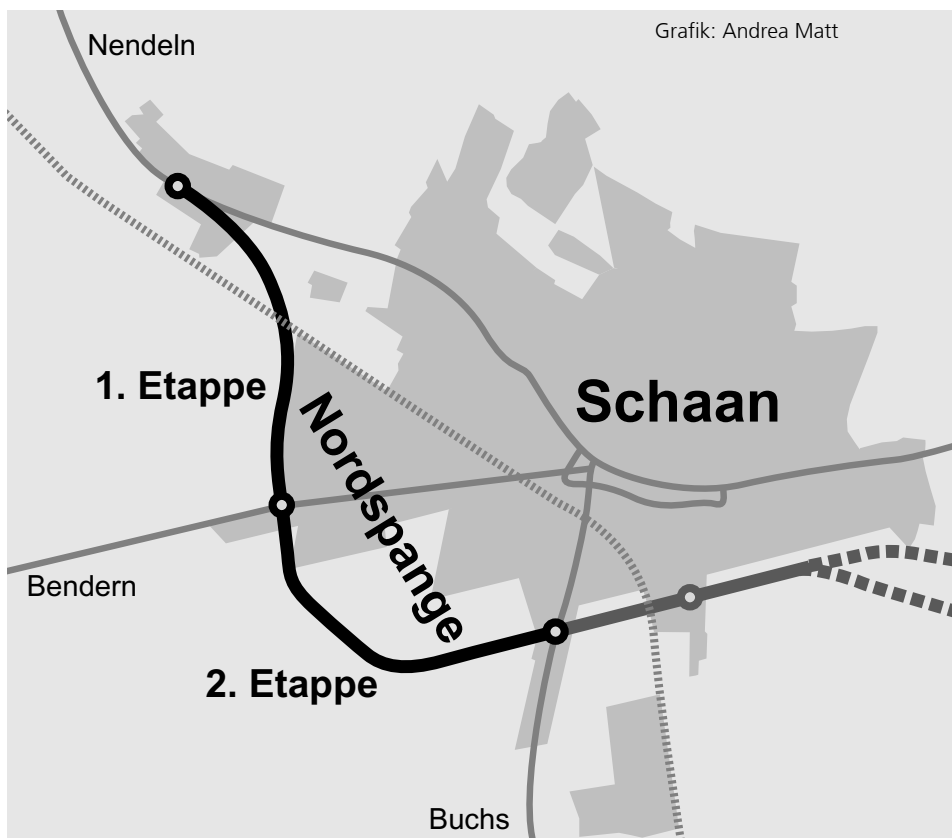 Grafik: Andrea Matt
Nendeln
1. Etappe
Schaan
Nordspange
Bendern
2. Etappe
Buchs